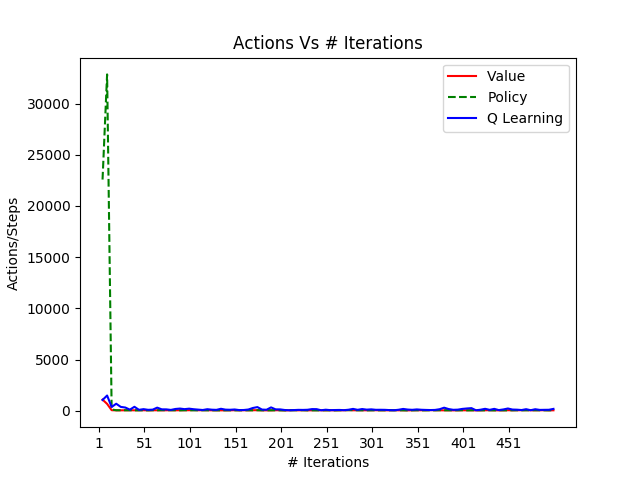 Actions Vs # Iterations
Value
Policy
Q Learning
Actions/Steps
30000
25000
20000
15000
10000
5000
0
1 51 101 151 201 251 301 351 401 451
# Iterations